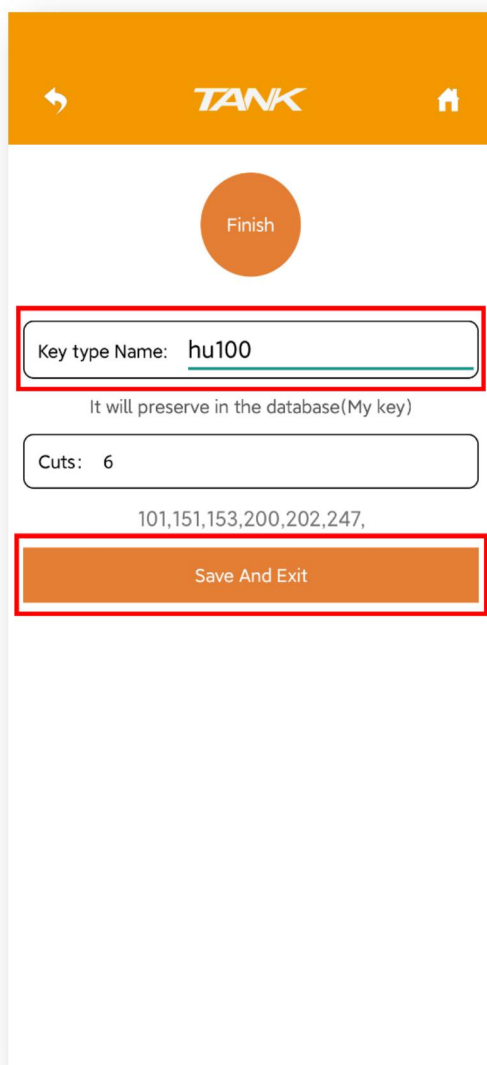 TANK
Finish
Key type Name: hu100
It will preserve in the database(My key)
Cuts: 6
101,151,153,200,202,247,
Save And Exit